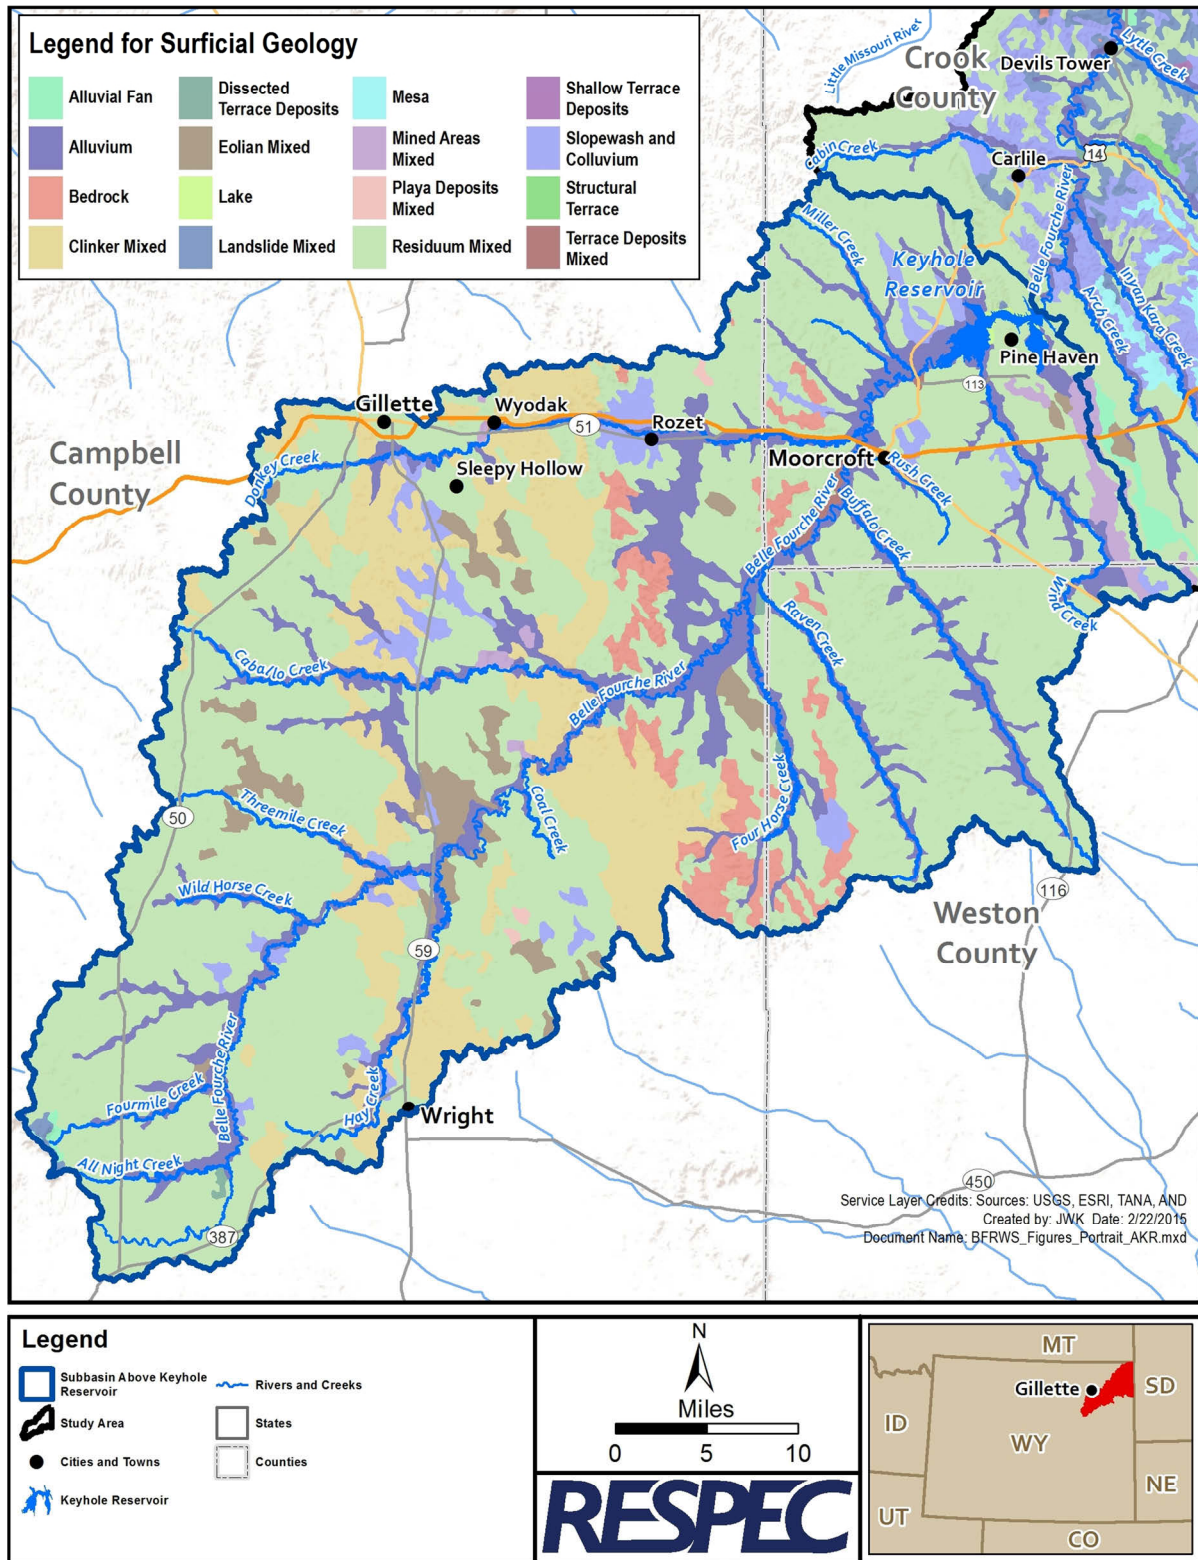 Legend for Surficial Geology
Alluvial Fan
Alluvium
Bedrock
Clinker Mixed
Dissected
Terrace Deposits
Eolian Mixed
Lake
Landslide Mixed
Mesa
Mined Areas
Mixed
Playa Deposits
Mixed
Residuum Mixed
Shallow Terrace
Deposits
Slopewash and
Colluvium
Structural
Terrace
Terrace Deposits
Mixed
Little Missouri River
Crook
County
Devils Tower
Lytle Creek
Cabin Creek
Carlile
14
Belle Fourche River
Miller Creek
Keyhole
Reservoir
Inyan Kara Creek
Arch Creek
Pine Haven
113
Gillette
Wyodak
51
Rozet
Moorcroft
Rush Creek
Campbell
County
Donkey Creek
Sleepy Hollow
Belle Fourche River
Buffalo Creek
Wind Creek
Raven Creek
Caballo Creek
Belle Fourche River
Four Horse Creek
Coal Creek
50
Threemile Creek
Wild Horse Creek
116
Weston
County
59
Belle Fourche River
Fourmile Creek
Hay Creek
Wright
All Night Creek
387
450
Service Layer Credits: Sources: USGS, ESRI, TANA, AND
Created by: JWK Date: 2/22/2015
Document Name: BFRWS_Figures_Portrait_AKR.mxd
Legend
Subbasin Above Keyhole
Reservoir
Study Area
Cities and Towns
Keyhole Reservoir
Rivers and Creeks
States
Counties
N
Miles
0 5 10
RESPEC
MT
Gillette
SD
ID
WY
NE
UT
CO